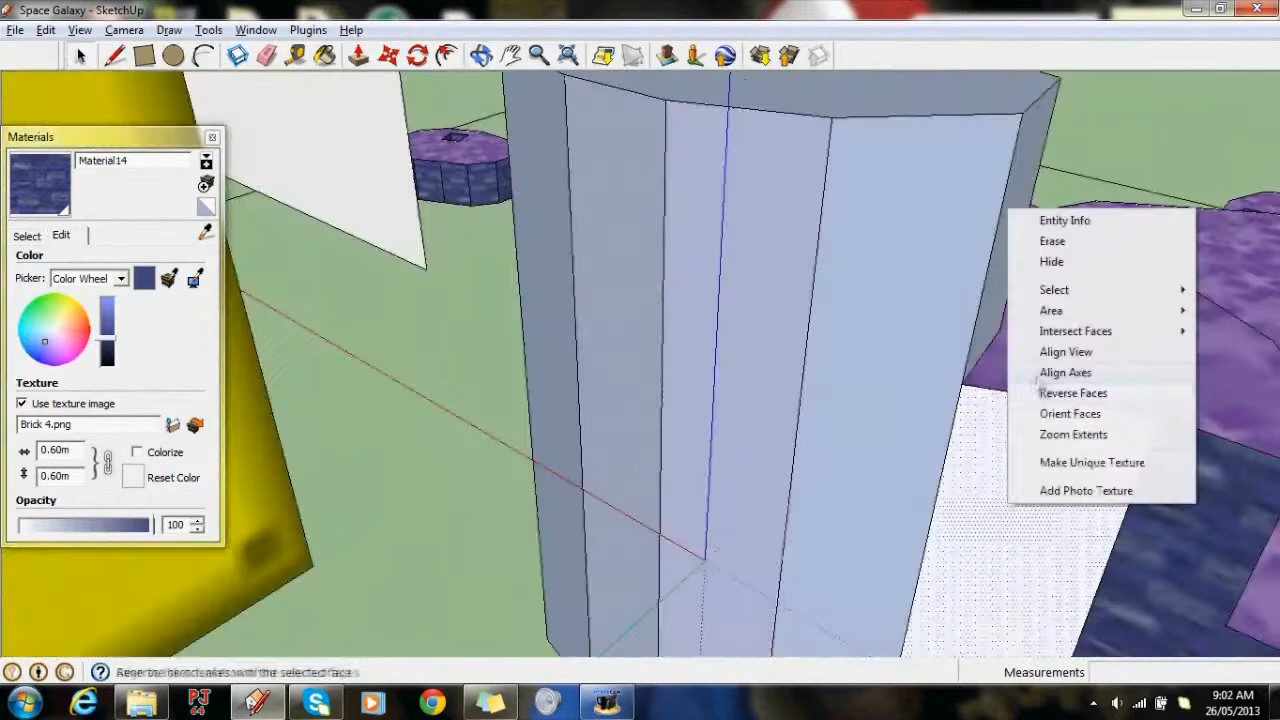 Space Galaxy - SketchUp
File Edit View Camera Draw Tools Window Plugins Help
Materials
Material14
Select Edit
Color
Picker: Color Wheel
Texture
Use texture image
Brick 4.png
0.60m Colorize
0.60m Reset Color
Opacity
100
Entity Info
Erase
Hide
Select
Area
Intersect Faces
Align View
Align Axes
Reverse Faces
Orient Faces
Zoom Extents
Make Unique Texture
Add Photo Texture
Measurements
PJ
64
9:02 AM
26/05/2013